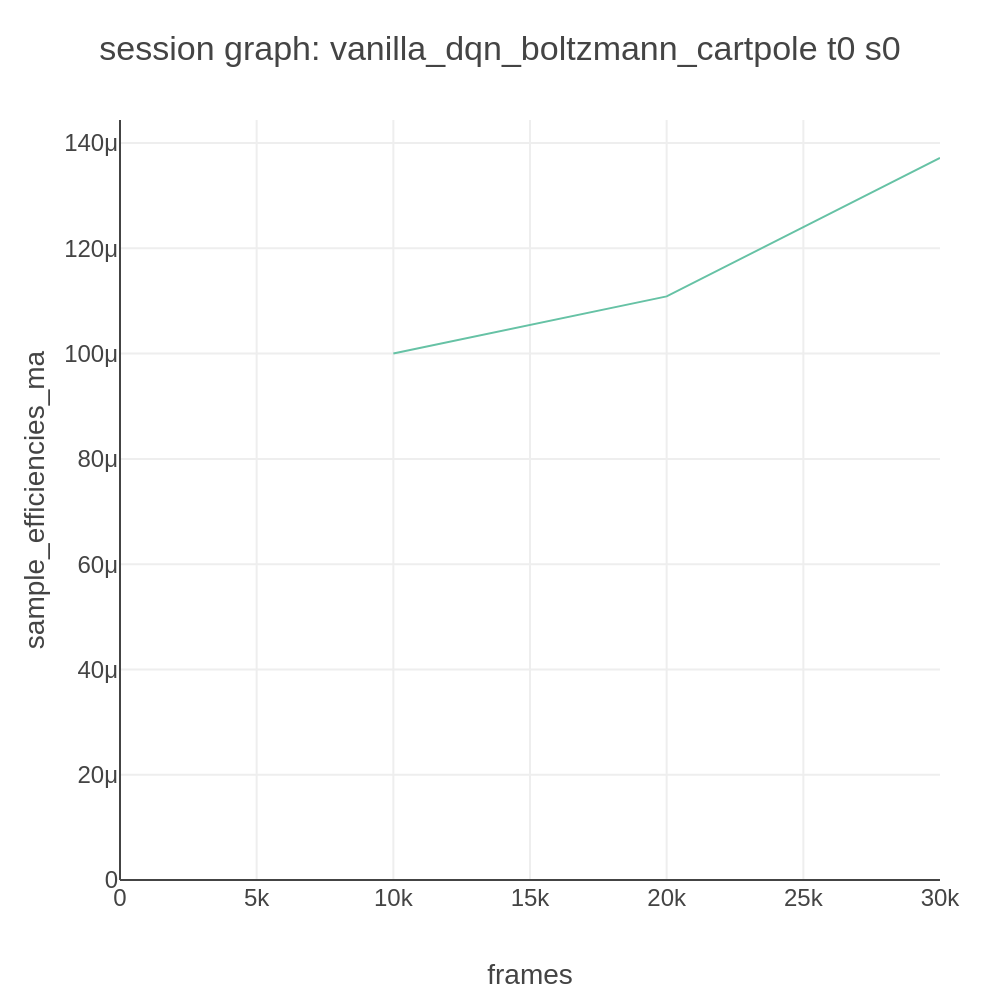 session graph: vanilla_dqn_boltzmann_cartpole t0 s0
140μ
120μ
100μ
80μ
60μ
40μ
20μ
0
sample_efficiencies_ma
0 5k 10k 15k 20k 25k 30k
frames